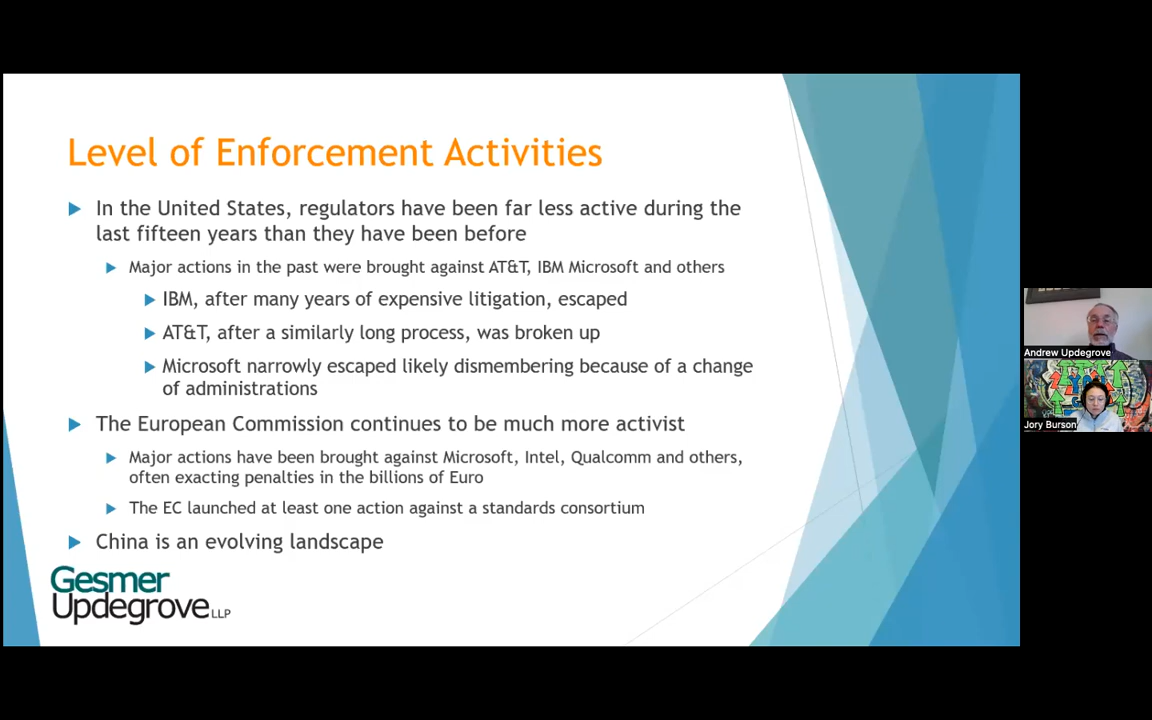 Level of Enforcement Activities
In the United States, regulators have been far less active during the
last fifteen years than they have been before
Major actions in the past were brought against AT&T, IBM Microsoft and others
IBM, after many years of expensive litigation, escaped
AT&T, after a similarly long process, was broken up
Microsoft narrowly escaped likely dismembering because of a change
of administrations
The European Commission continues to be much more activist
Major actions have been brought against Microsoft, Intel, Qualcomm and others,
often exacting penalties in the billions of Euro
The EC launched at least one action against a standards consortium
China is an evolving landscape
Gesmer
Updegrove LLP
Andrew Updegrove
Jory Burson